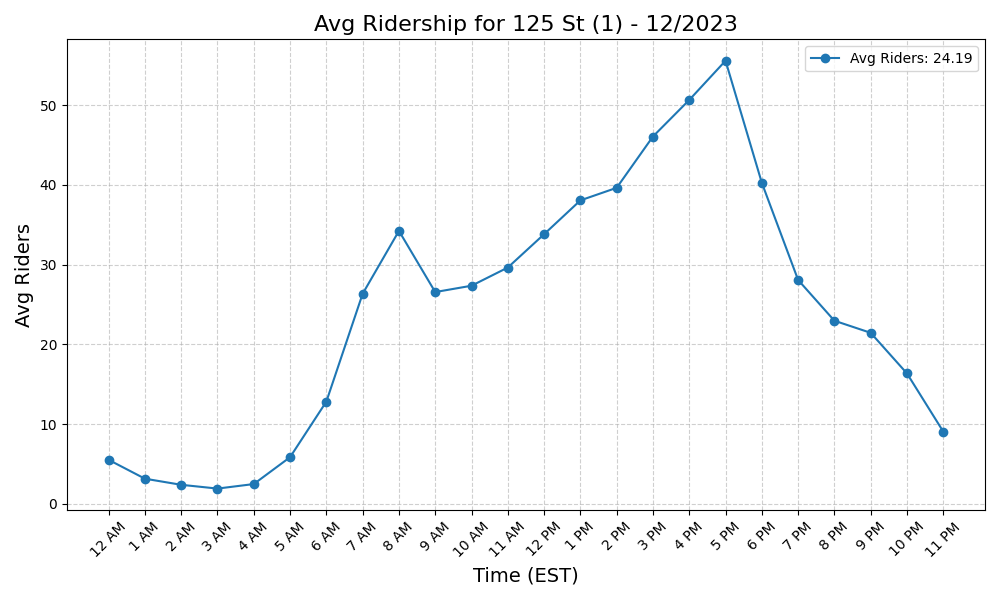 Avg Ridership for 125 St (1) - 12/2023
Avg Riders: 24.19
Avg Riders
50
40
30
20
10
0
12 AM
1 AM
2 AM
3 AM
4 AM
5 AM
6 AM
7 AM
8 AM
9 AM
10 AM
11 AM
12 PM
1 PM
2 PM
3 PM
4 PM
5 PM
6 PM
7 PM
8 PM
9 PM
10 PM
11 PM
Time (EST)